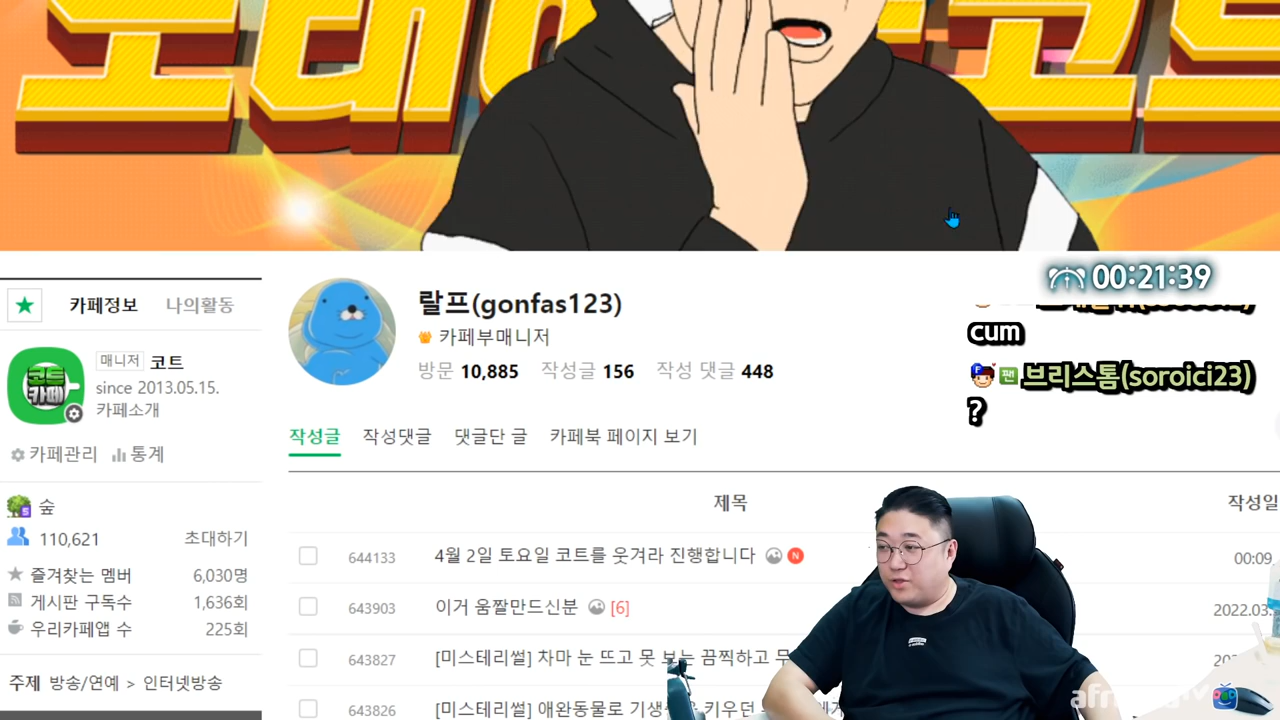 00:21:39
cum
브리스톰(soroici23)
?
카페정보 나의활동
매니저 코트
since 2013.05.15.
카페소개
카페관리 통계
숲
110,621 초대하기
즐겨찾는 멤버 6,030명
게시판 구독수 1,636회
우리카페앱 수 225회
주제 방송/연예 > 인터넷방송
랄프(gonfas123)
카페부매니저
방문 10,885 작성글 156 작성 댓글 448
작성글 작성댓글 댓글단 글 카페북 페이지 보기
제목 작성일
644133 4월 2일 토요일 코트를 웃겨라 진행합니다 N 00:09
643903 이거 움짤만드신분 [6] 2022.03.
643827 [미스테리썰] 차마 눈 뜨고 못 보는 끔찍하고
643826 [미스테리썰] 애완동물로 키우던